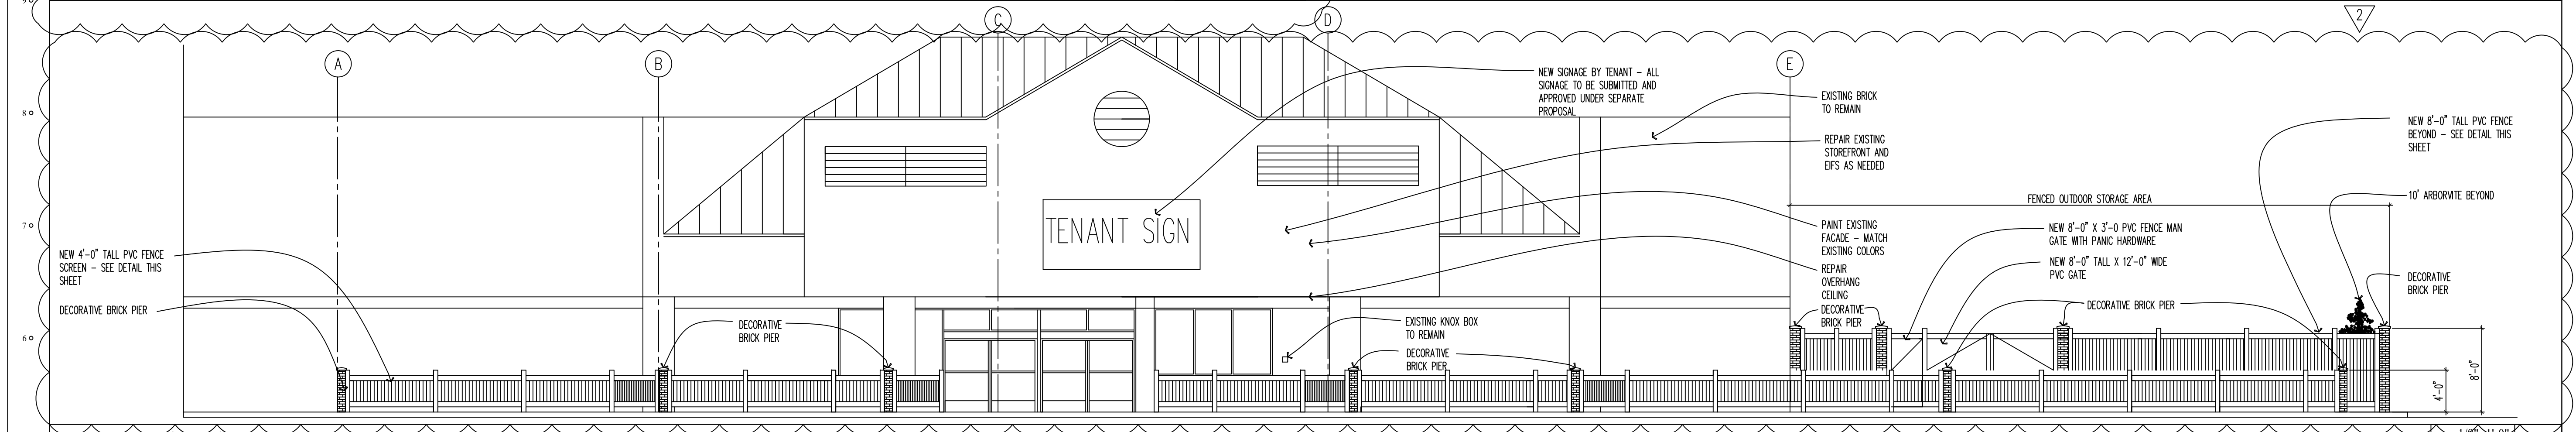 9
8
7
6
A
B
C
D
E
2
NEW SIGNAGE BY TENANT - ALL
SIGNAGE TO BE SUBMITTED AND
APPROVED UNDER SEPARATE
PROPOSAL
EXISTING BRICK
TO REMAIN
REPAIR EXISTING
STOREFRONT AND
EIFS AS NEEDED
NEW 8'-0" TALL PVC FENCE
BEYOND - SEE DETAIL THIS
SHEET
10' ARBORVITE BEYOND
FENCED OUTDOOR STORAGE AREA
TENANT SIGN
PAINT EXISTING
FACADE - MATCH
EXISTING COLORS
NEW 8'-0" X 3'-0 PVC FENCE MAN
GATE WITH PANIC HARDWARE
NEW 8'-0" TALL X 12'-0" WIDE
PVC GATE
NEW 4'-0" TALL PVC FENCE
SCREEN - SEE DETAIL THIS
SHEET
REPAIR
OVERHANG
CEILING
DECORATIVE
BRICK PIER
DECORATIVE BRICK PIER
DECORATIVE
BRICK PIER
DECORATIVE BRICK PIER
DECORATIVE
BRICK PIER
EXISTING KNOX BOX
TO REMAIN
DECORATIVE
BRICK PIER
4'-0"
8'-0"